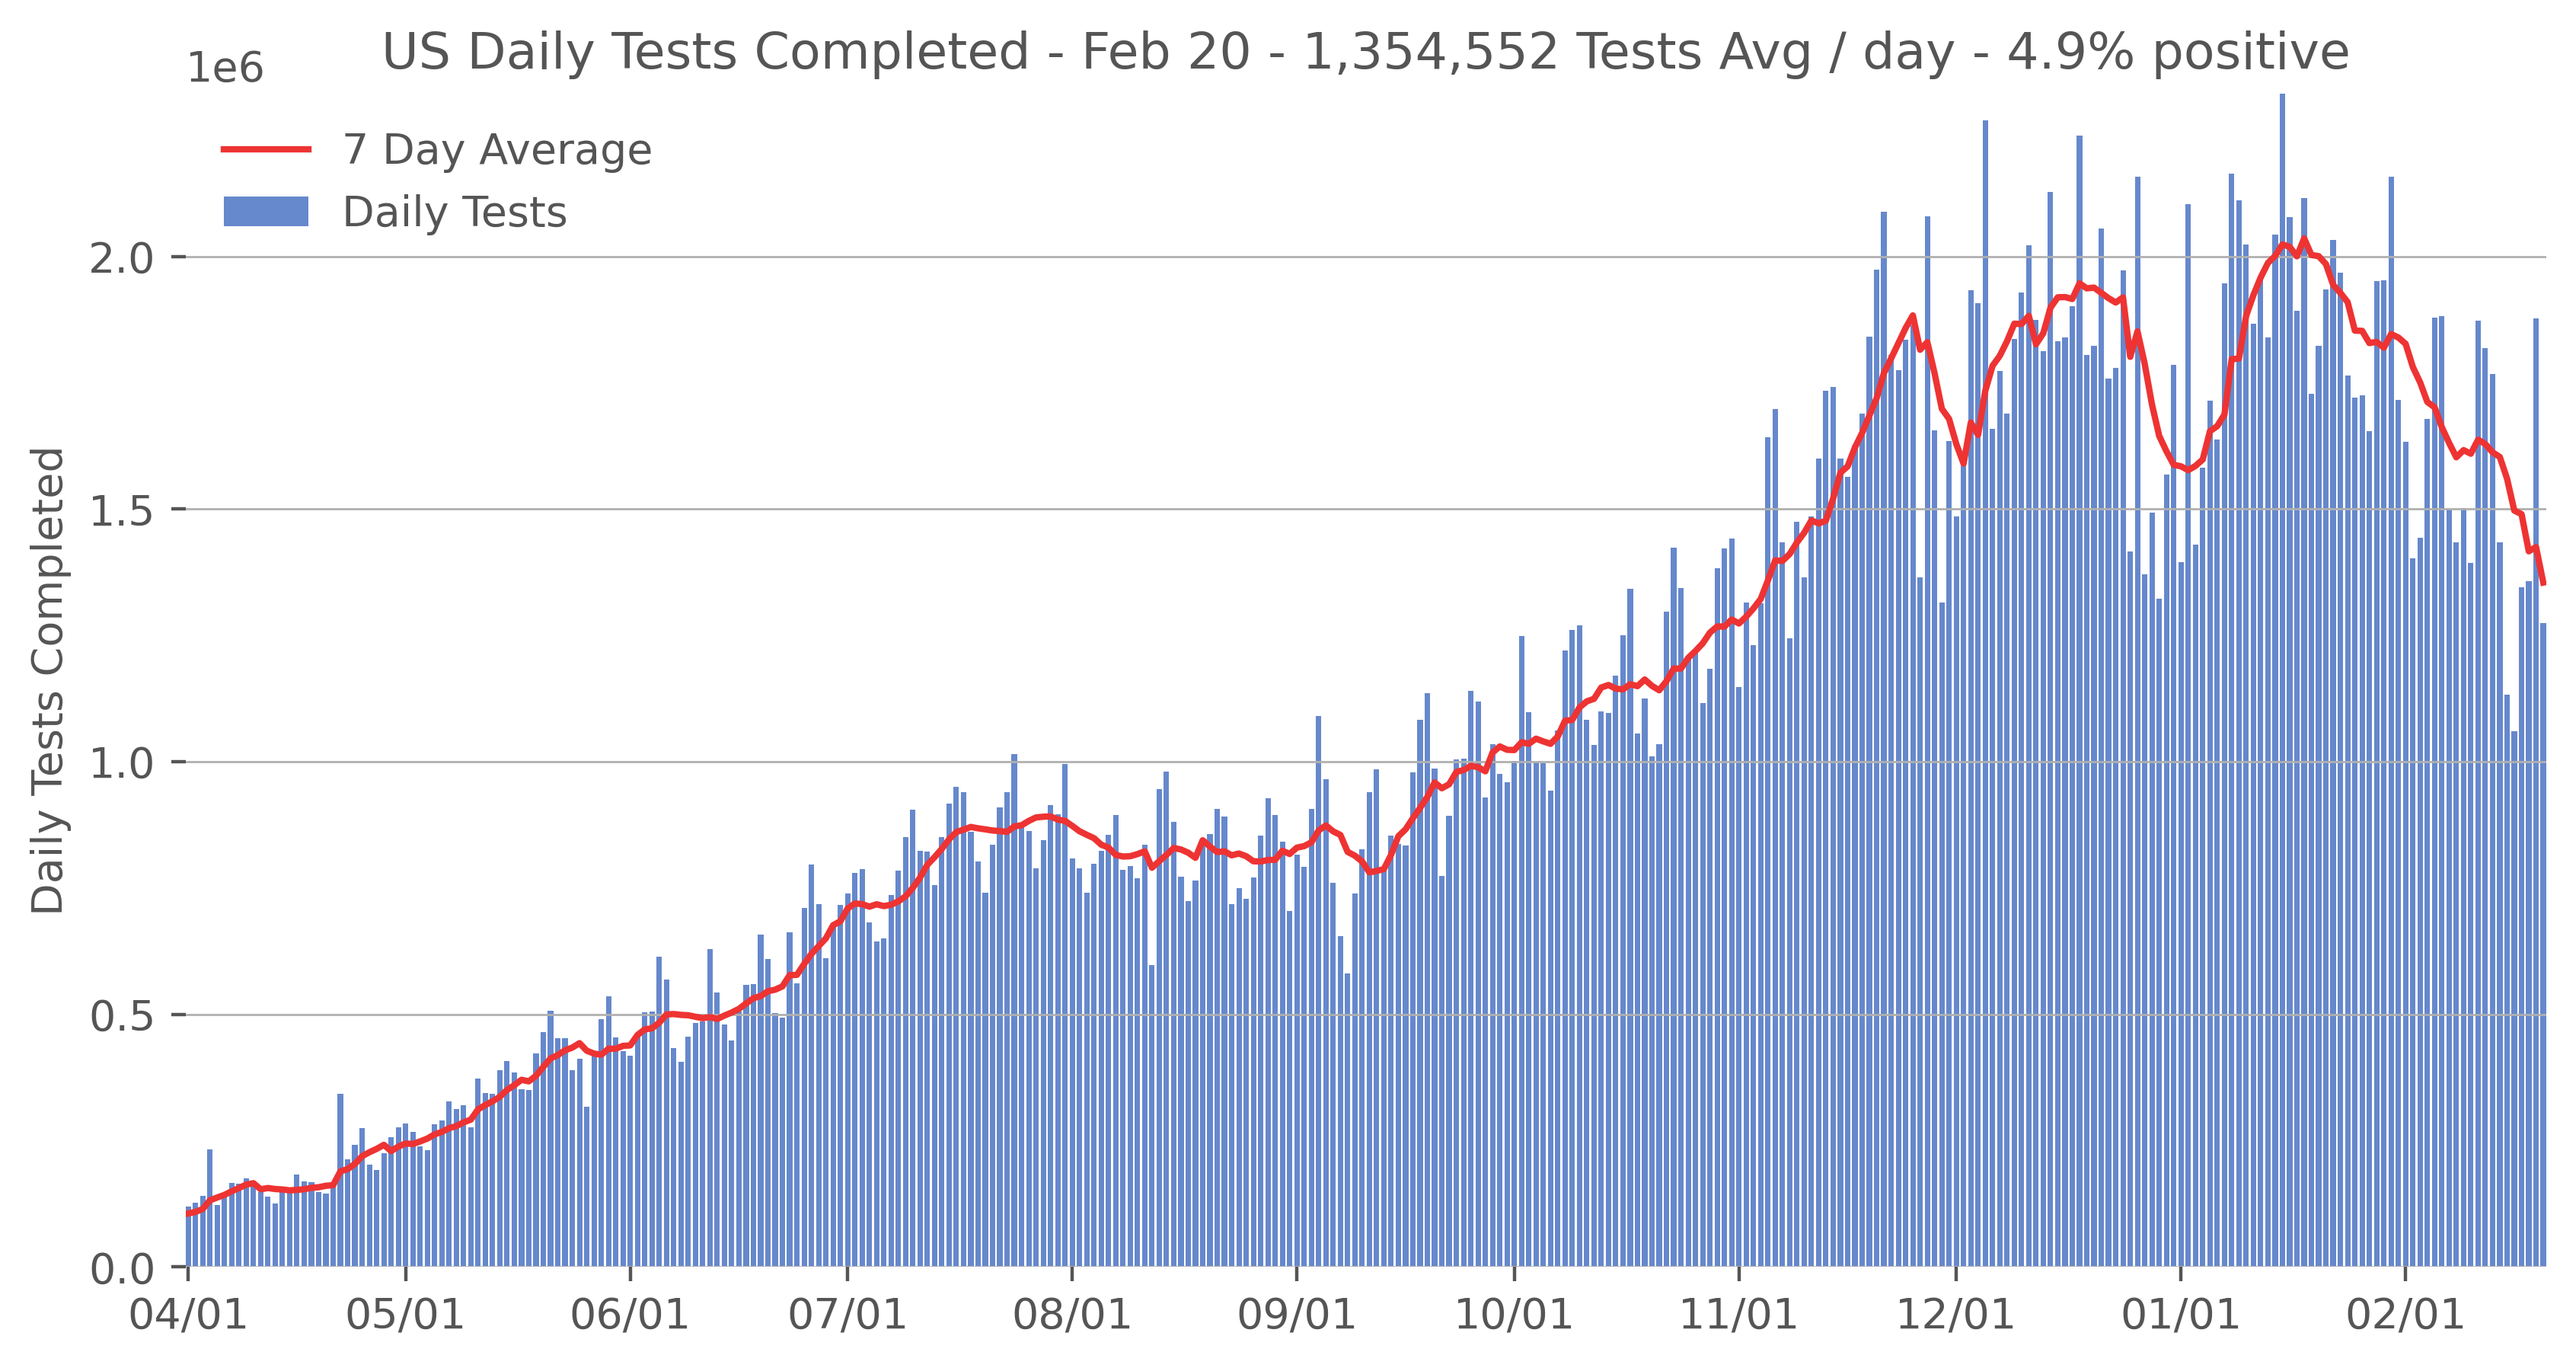 US Daily Tests Completed - Feb 20 - 1,354,552 Tests Avg / day - 4.9% positive
1e6
7 Day Average
Daily Tests
Daily Tests Completed
2.0
1.5
1.0
0.5
0.0
04/01 05/01 06/01 07/01 08/01 09/01 10/01 11/01 12/01 01/01 02/01